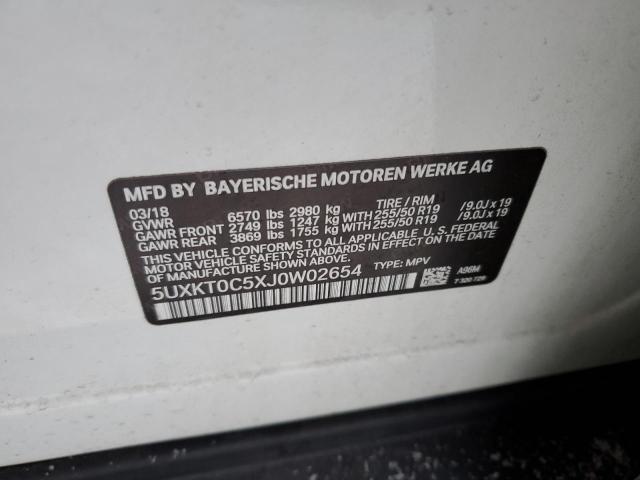 MFD BY BAYERISCHE MOTOREN WERKE AG
03/18 TIRE / RIM
GVWR 6570 lbs 2980 kg
GAWR FRONT 2749 lbs 1247 kg WITH 255/50 R19 /9.0J x 19
GAWR REAR 3869 lbs 1755 kg WITH 255/50 R19 /9.0J x 19
THIS VEHICLE CONFORMS TO ALL APPLICABLE U.S. FEDERAL
MOTOR VEHICLE SAFETY STANDARDS IN EFFECT
ON THE DATE OF MANUFACTURE SHOWN ABOVE.
5UXKT0C5XJ0W02654 TYPE: MPV
A96M
7 320 726